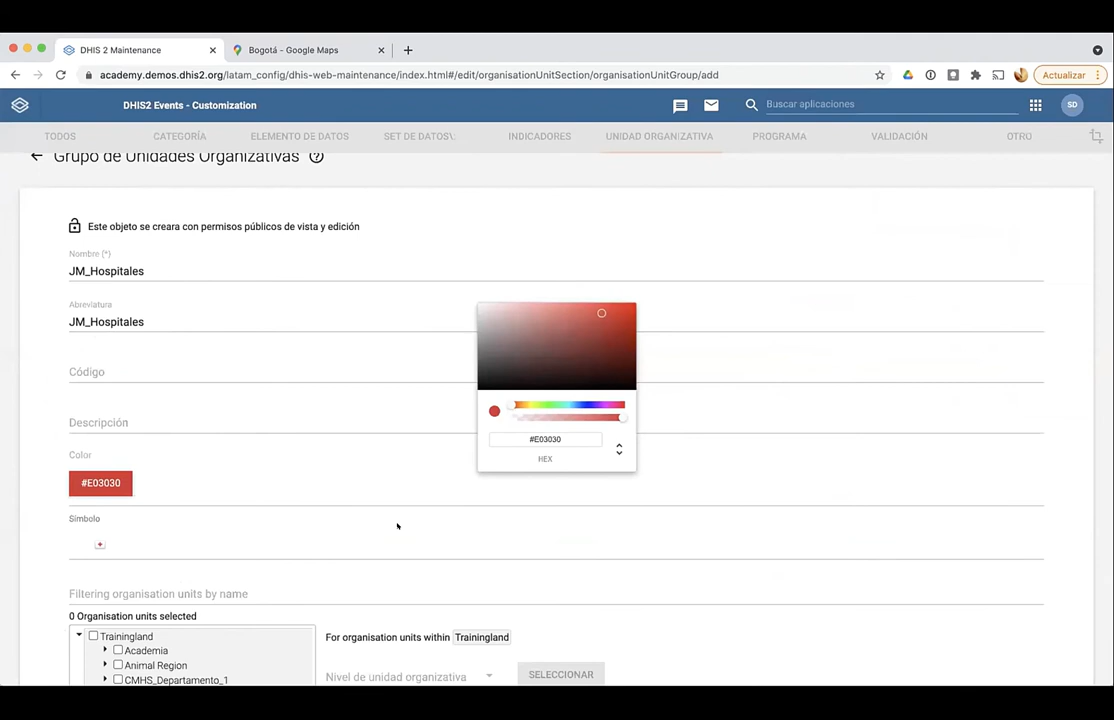 DHIS 2 Maintenance
Bogotá - Google Maps
academy.demos.dhis2.org/latam_config/dhis-web-maintenance/index.html#/edit/organisationUnitSection/organisationUnitGroup/add
Actualizar
DHIS2 Events - Customization
Buscar aplicaciones
SD
TODOS
CATEGORÍA
ELEMENTO DE DATOS
SET DE DATOS\:
INDICADORES
UNIDAD ORGANIZATIVA
PROGRAMA
VALIDACIÓN
OTRO
Grupo de Unidades Organizativas
Este objeto se creara con permisos públicos de vista y edición
Nombre (*)
JM_Hospitales
Abreviatura
JM_Hospitales
Código
Descripción
Color
#E03030
#E03030
HEX
Símbolo
Filtering organisation units by name
0 Organisation units selected
Trainingland
Academia
Animal Region
CMHS_Departamento_1
For organisation units within Trainingland
Nivel de unidad organizativa
SELECCIONAR